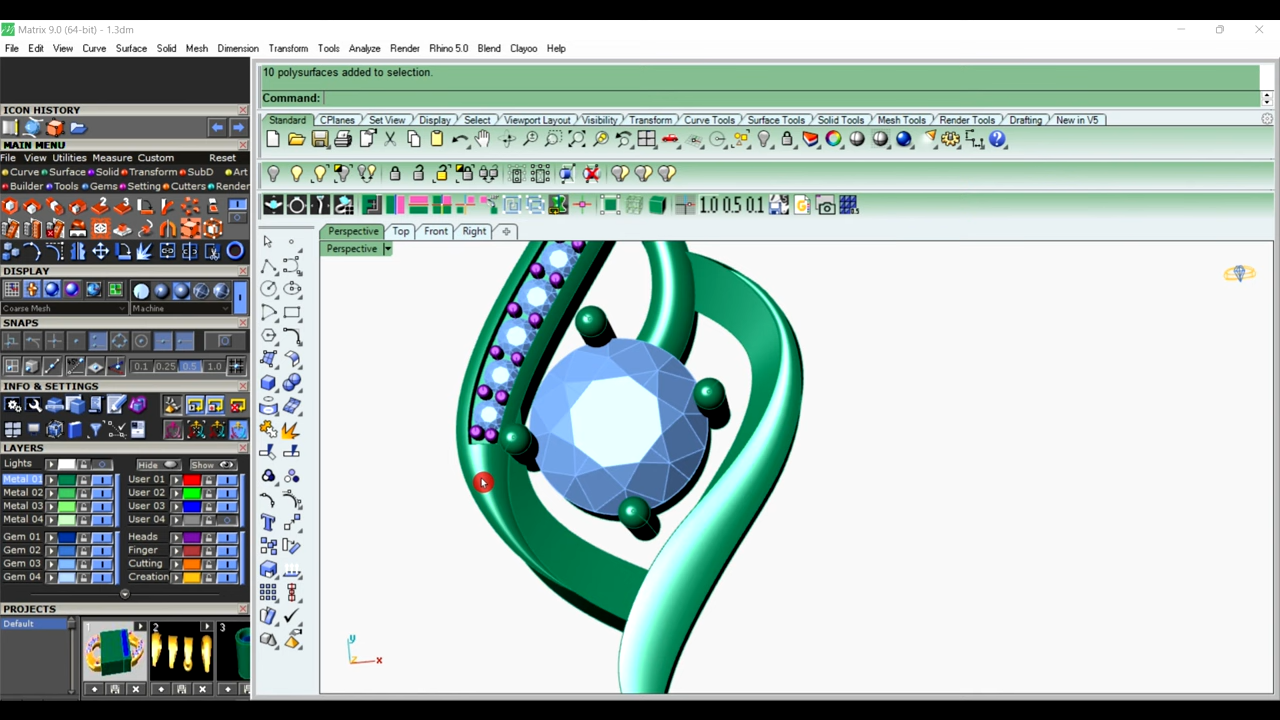 Matrix 9.0 (64-bit) - 1.3dm
File Edit View Curve Surface Solid Mesh Dimension Transform Tools Analyze Render Rhino 5.0 Blend Clayoo Help
10 polysurfaces added to selection.
Command:
ICON HISTORY
MAIN MENU
File View Utilities Measure Custom Reset
Curve Surface Solid Transform SubD Art
Builder Tools Gems Setting Cutters Render
DISPLAY
Coarse Mesh Machine
SNAPS
0.1 0.25 0.5 1.0
INFO & SETTINGS
LAYERS
Lights Hide Show
Metal 01 User 01
Metal 02 User 02
Metal 03 User 03
Metal 04 User 04
Gem 01 Heads
Gem 02 Finger
Gem 03 Cutting
Gem 04 Creation
PROJECTS
Default
1 2 3
Standard CPlanes Set View Display Select Viewport Layout Visibility Transform Curve Tools Surface Tools Solid Tools Mesh Tools Render Tools Drafting New in V5
1.0 0.5 0.1
Perspective Top Front Right
Perspective
y
z x